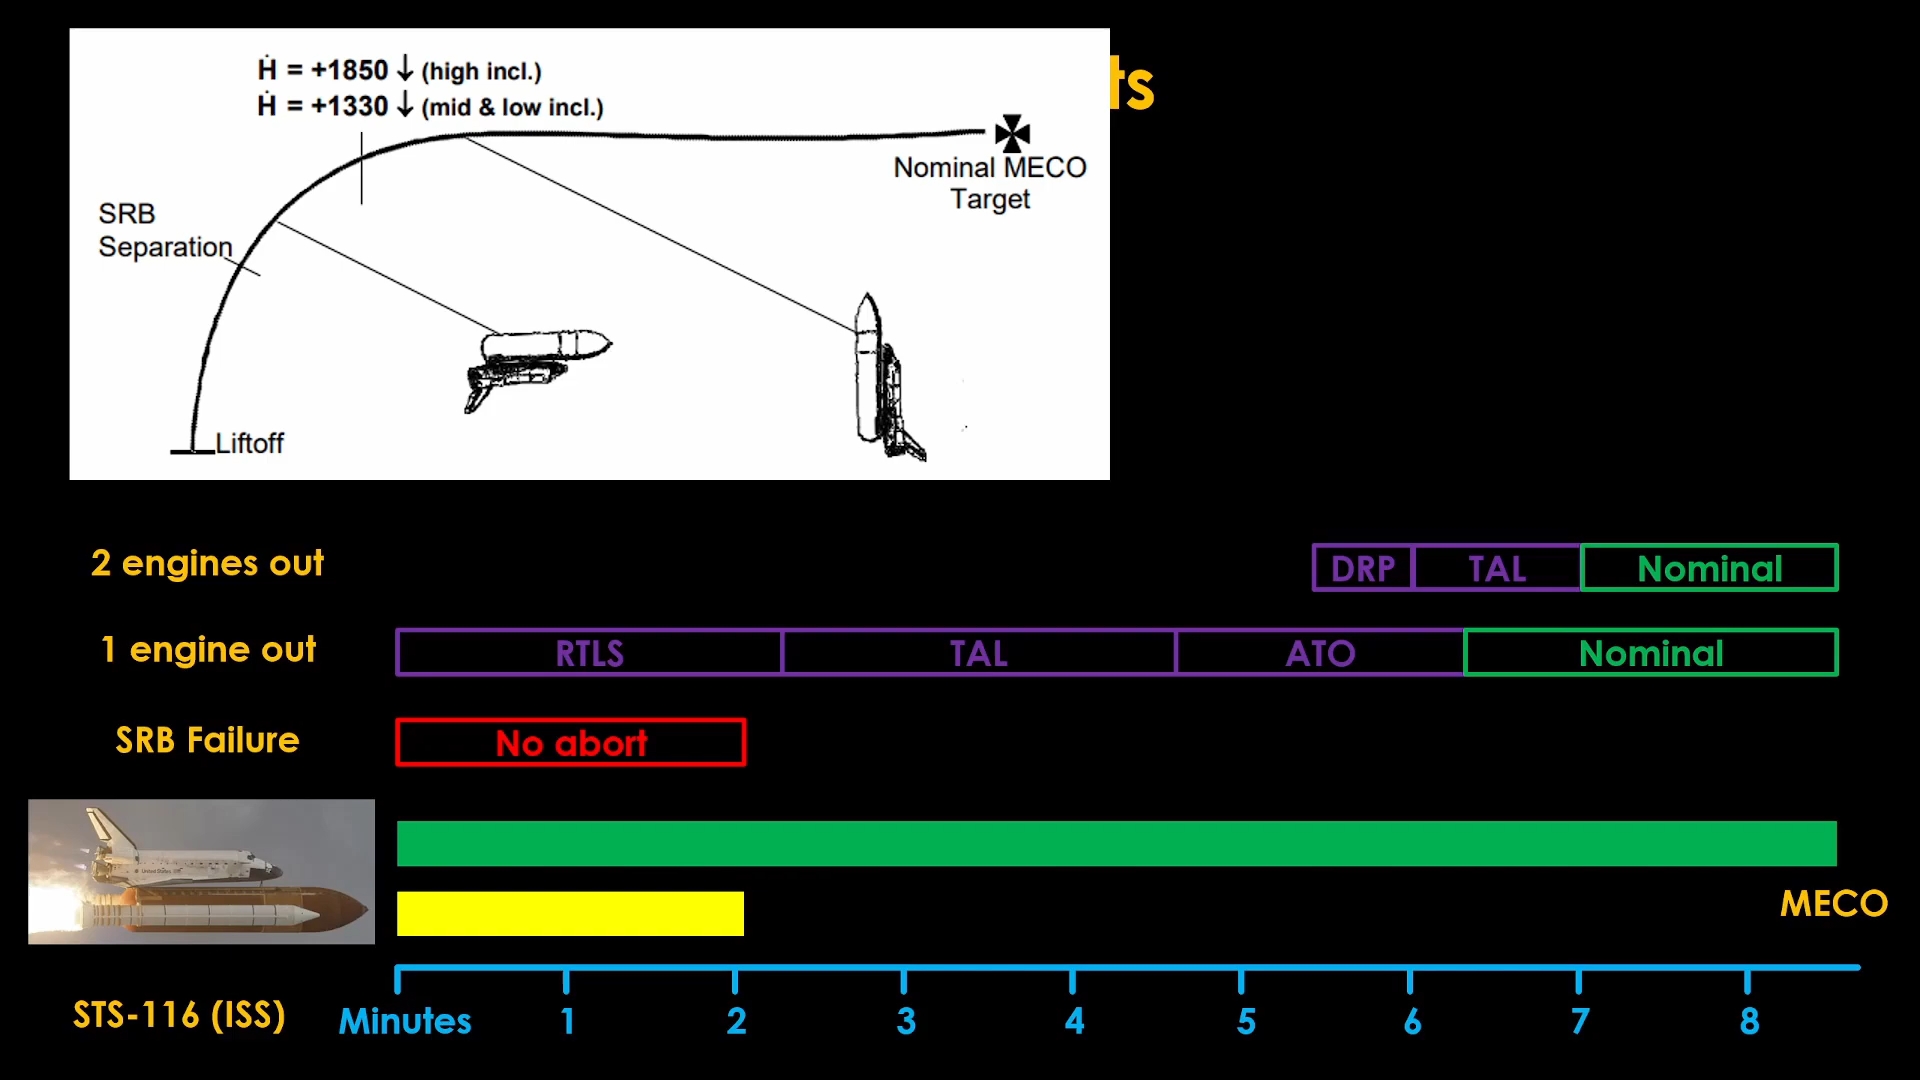 Ḣ = +1850 ↓ (high incl.)
Ḣ = +1330 ↓ (mid & low incl.)
ts
Nominal MECO
Target
SRB
Separation
Liftoff
2 engines out
DRP
TAL
Nominal
1 engine out
RTLS
TAL
ATO
Nominal
SRB Failure
No abort
MECO
STS-116 (ISS)
Minutes
1
2
3
4
5
6
7
8